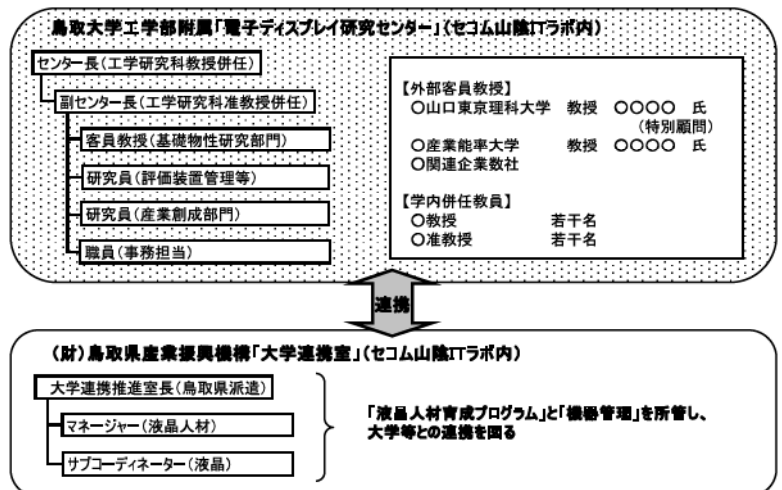 鳥取大学工学部附属「電子ディスプレイ研究センター」(セコム山陰ITラボ内)
センター長(工学研究科教授併任)
副センター長(工学研究科准教授併任)
客員教授(基礎物性研究部門)
研究員(評価装置管理等)
研究員(産業創成部門)
職員(事務担当)
【外部客員教授】
○山口東京理科大学 教授 ○○○○ 氏
(特別顧問)
○産業能率大学 教授 ○○○○ 氏
○関連企業数社
【学内併任教員】
○教授 若干名
○准教授 若干名
連携
(財)鳥取県産業振興機構「大学連携室」(セコム山陰ITラボ内)
大学連携推進室長(鳥取県派遣)
マネージャー(液晶人材)
サブコーディネーター(液晶)
「液晶人材育成プログラム」と「機器管理」を所管し、
大学等との連携を図る